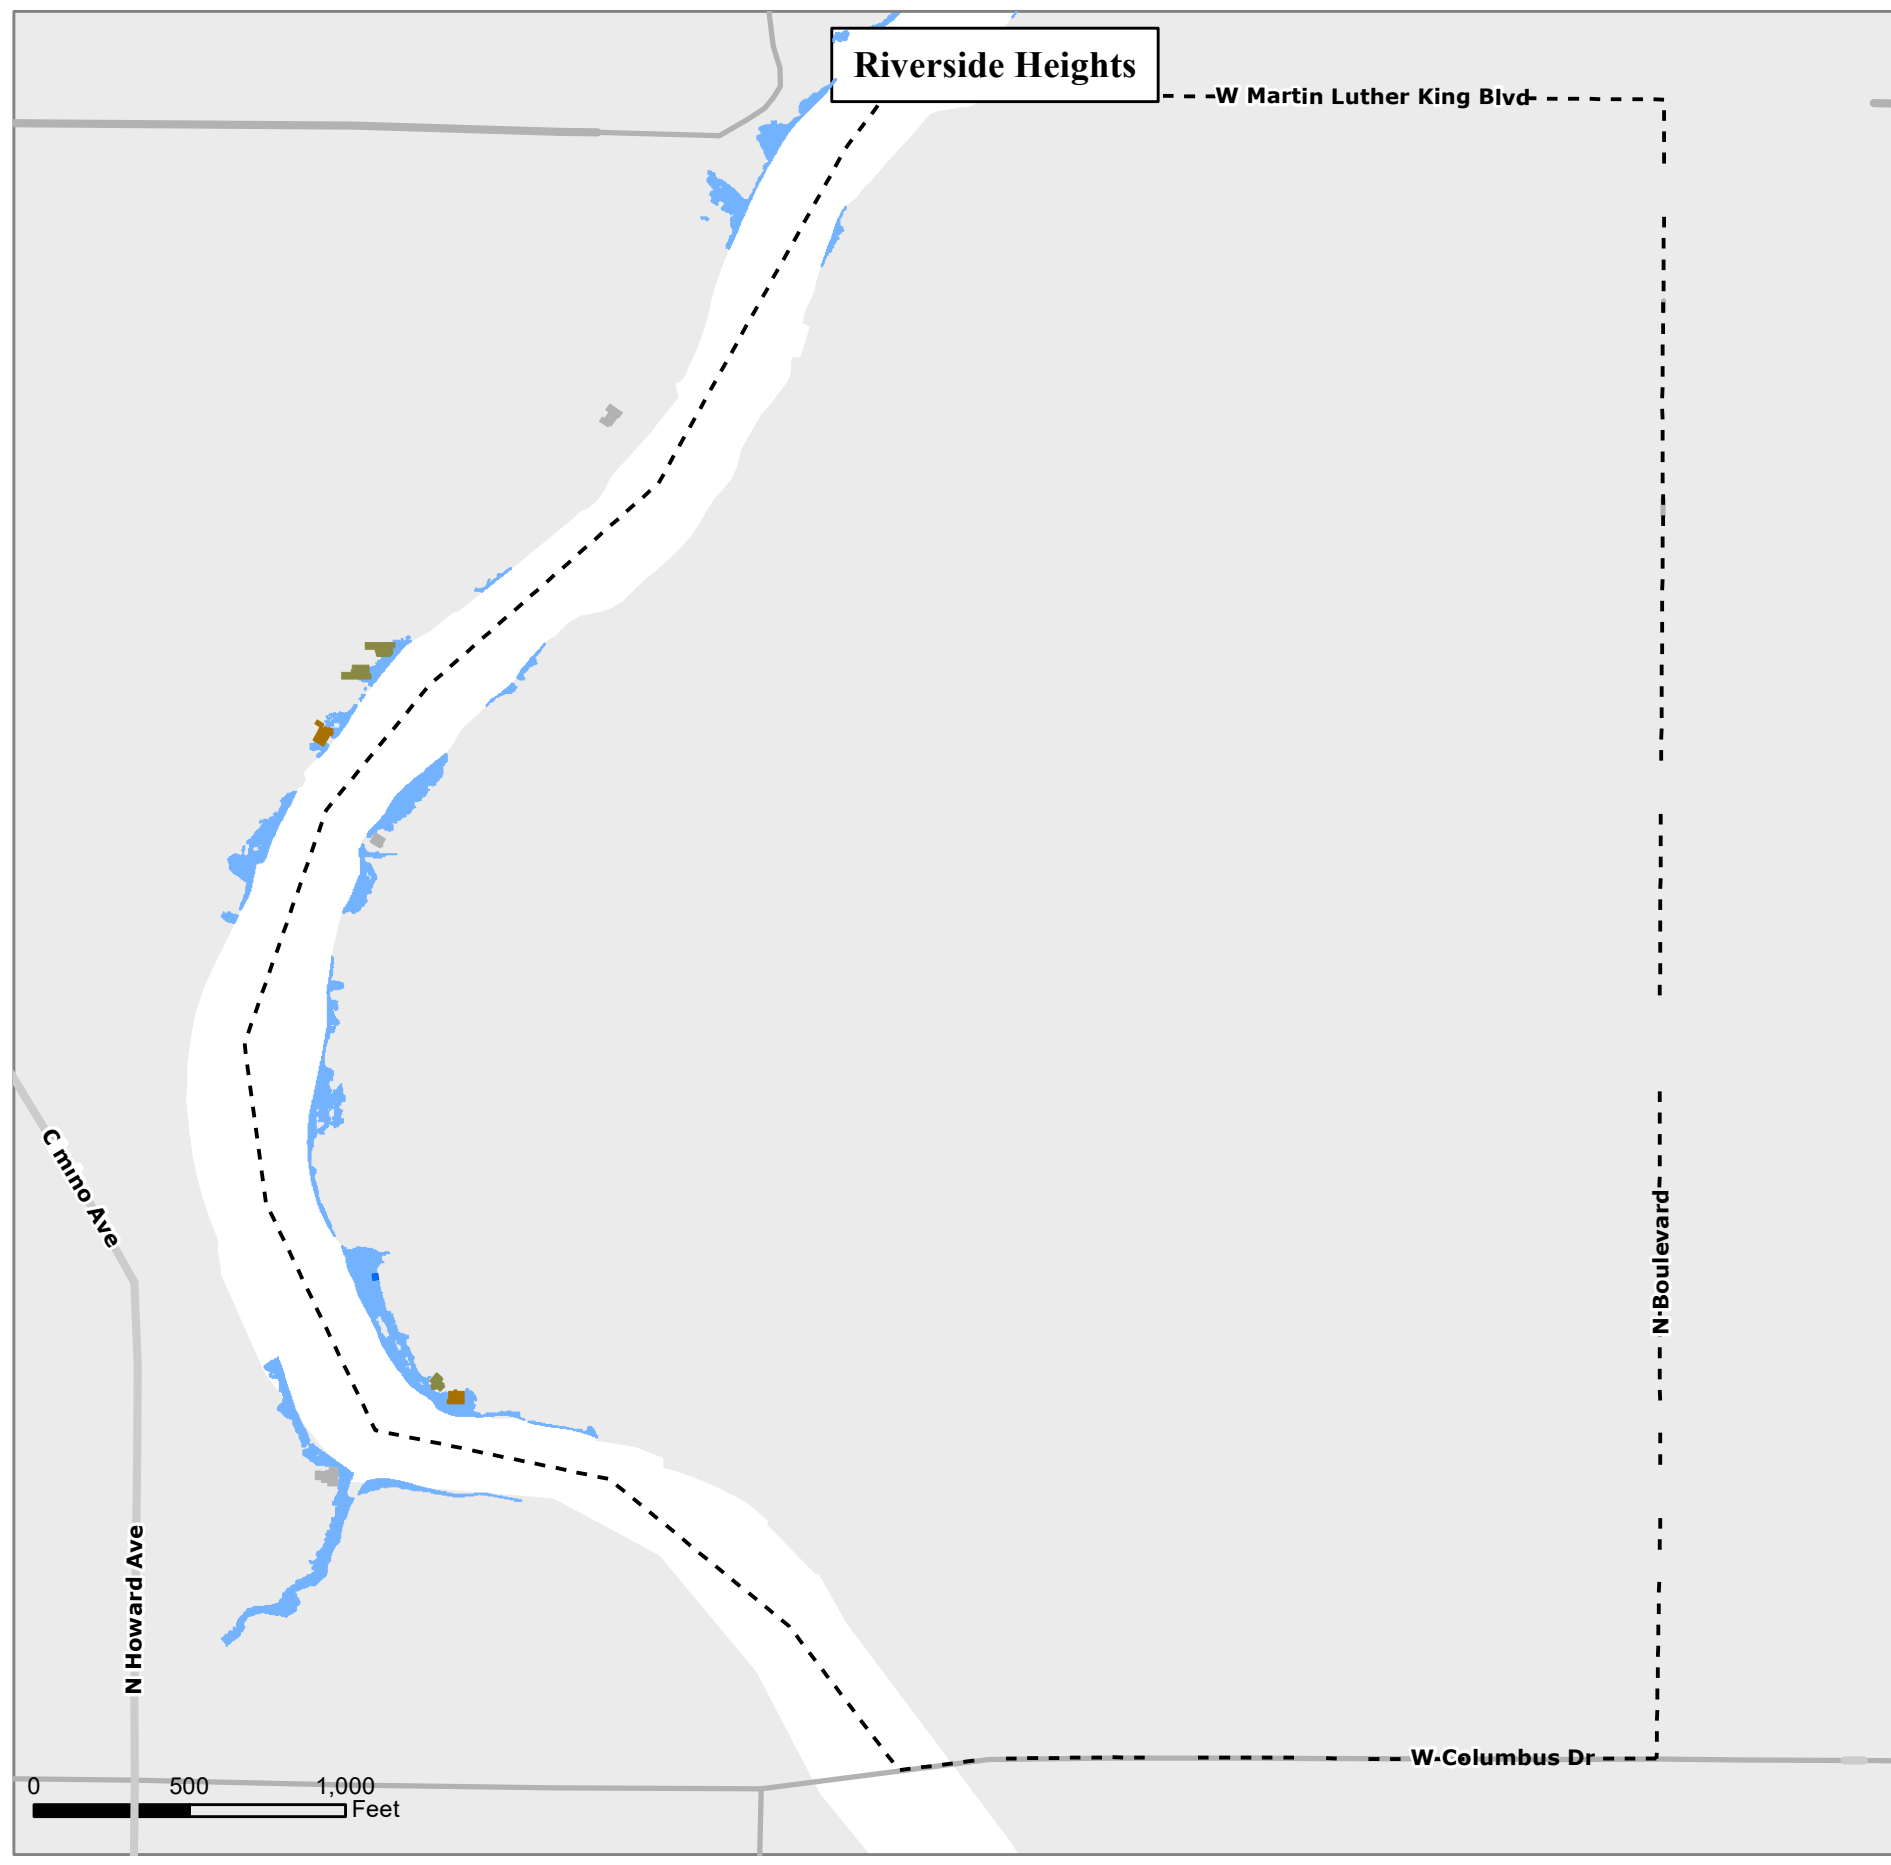 Riverside Heights
W Martin Luther King Blvd
C mino Ave
N Boulevard
N Howard Ave
W Columbus Dr
0 500 1,000
Feet